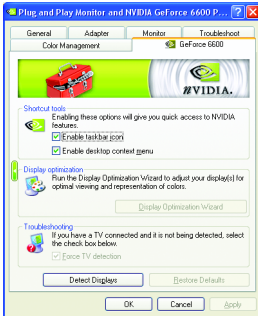 Plug and Play Monitor and NVIDIA GeForce 6600 P...
General
Adapter
Monitor
Troubleshoot
Color Management
GeForce 6600
NVIDIA.
Shortcut tools
Enabling these options will give you quick access to NVIDIA
features.
Enable taskbar icon
Enable desktop context menu
Display optimization
Run the Display Optimization Wizard to adjust your display(s) for
optimal viewing and representation of colors.
Display Optimization Wizard
Troubleshooting
If you have a TV connected and it is not being detected, select
the check box below.
Force TV detection
Detect Displays
Restore Defaults
OK
Cancel
Apply